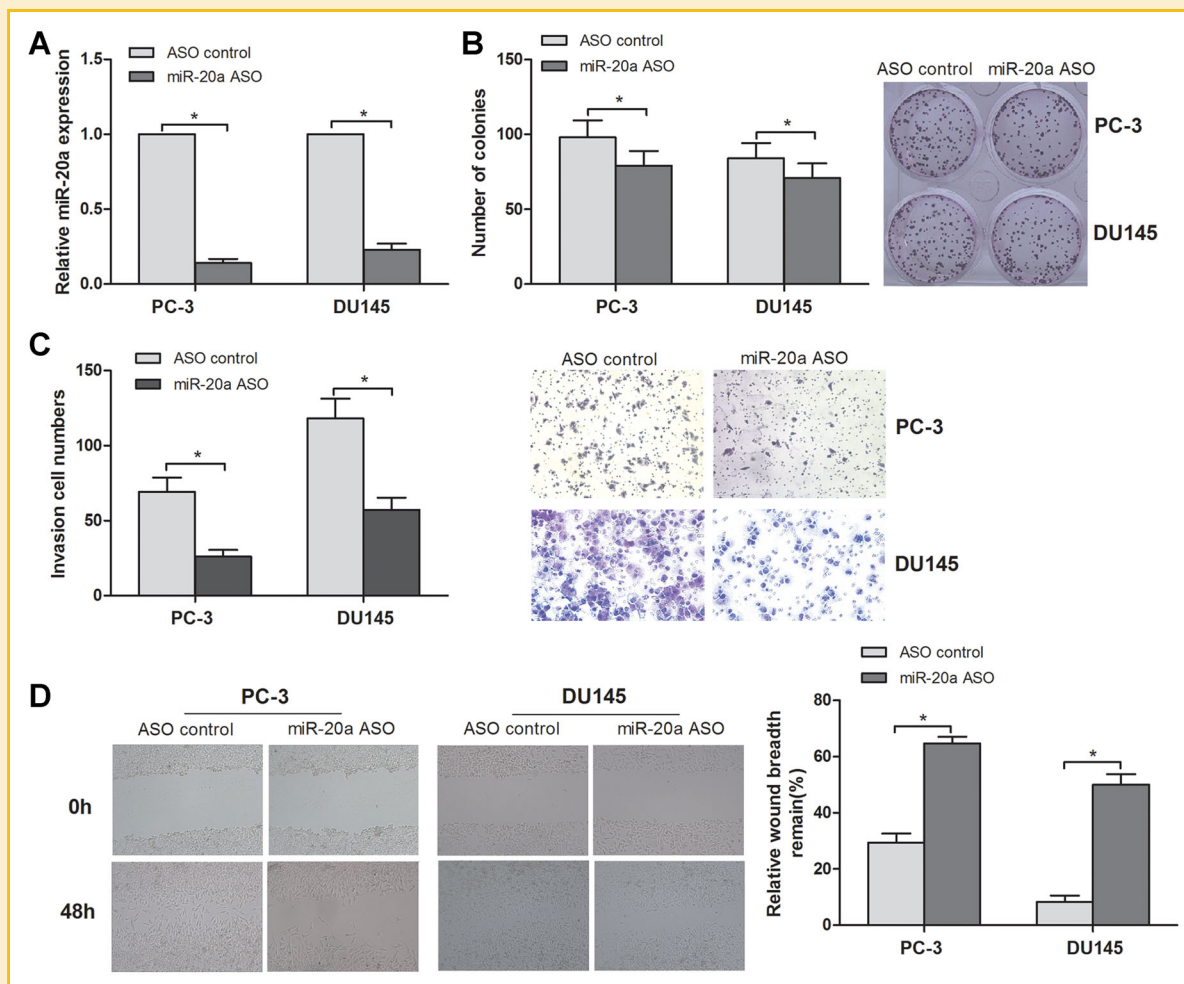 A
ASO control
miR-20a ASO
Relative miR-20a expression
1.5
1.0
0.5
0.0
*
*
PC-3
DU145
B
ASO control
miR-20a ASO
Number of colonies
150
100
50
0
*
*
PC-3
DU145
ASO control
miR-20a ASO
PC-3
DU145
C
ASO control
miR-20a ASO
Invasion cell numbers
150
100
50
0
*
*
PC-3
DU145
ASO control
miR-20a ASO
PC-3
DU145
D
PC-3
DU145
ASO control
miR-20a ASO
ASO control
miR-20a ASO
0h
48h
ASO control
miR-20a ASO
Relative wound breadth
remain(%)
80
60
40
20
0
*
*
PC-3
DU145